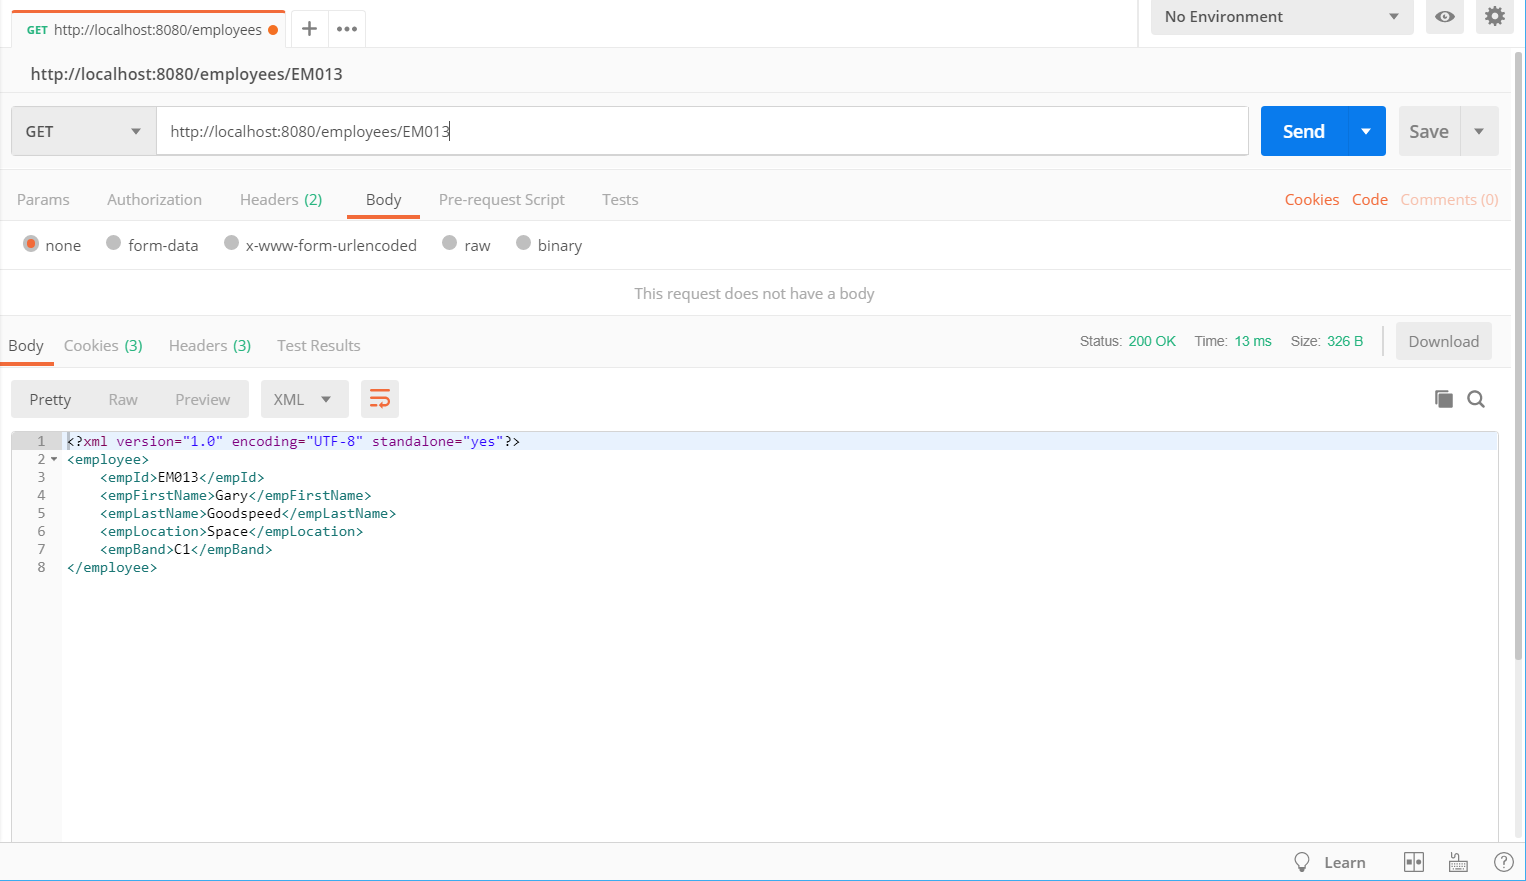 GET http://localhost:8080/employees
No Environment
http://localhost:8080/employees/EM013
GET http://localhost:8080/employees/EM013 Send Save
Params Authorization Headers (2) Body Pre-request Script Tests Cookies Code Comments (0)
none form-data x-www-form-urlencoded raw binary
This request does not have a body
Body Cookies (3) Headers (3) Test Results Status: 200 OK Time: 13 ms Size: 326 B Download
Pretty Raw Preview XML
1 <?xml version="1.0" encoding="UTF-8" standalone="yes"?>
2 <employee>
3 <empId>EM013</empId>
4 <empFirstName>Gary</empFirstName>
5 <empLastName>Goodspeed</empLastName>
6 <empLocation>Space</empLocation>
7 <empBand>C1</empBand>
8 </employee>
Learn